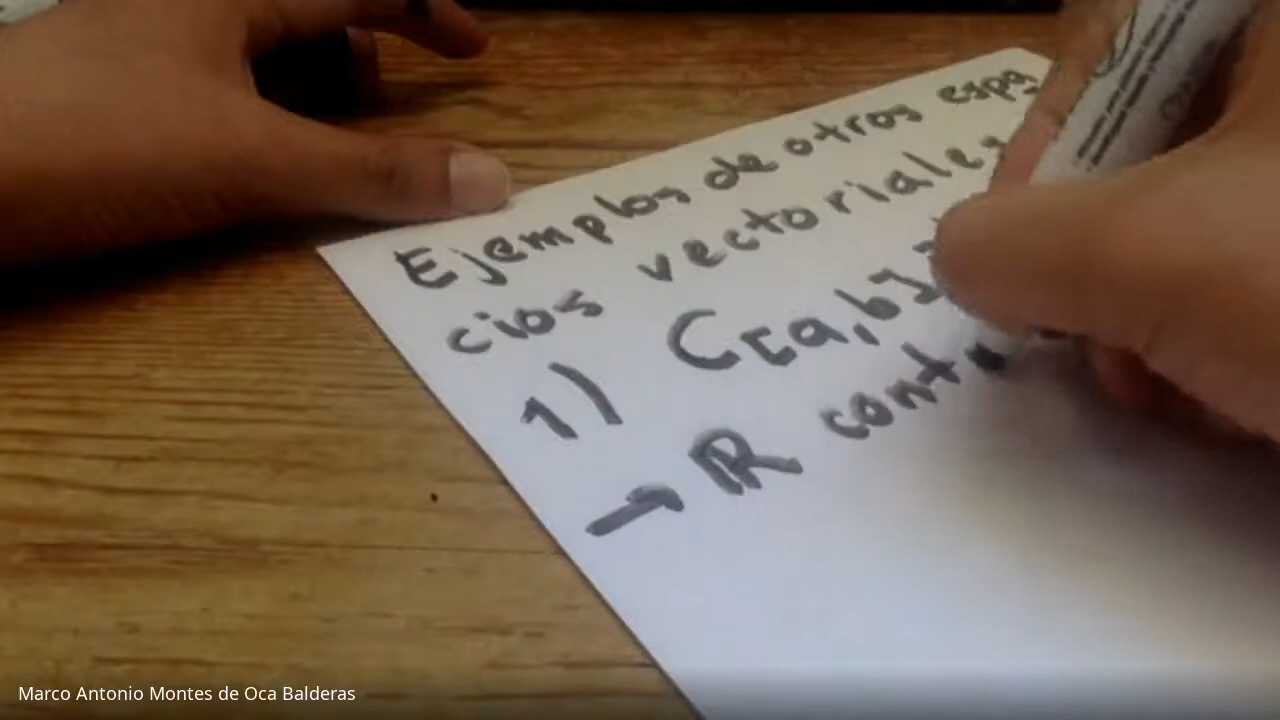 Ejemplos de otros espa
cios vectoriales
1) C[a,b]
→ ℝ cont
Marco Antonio Montes de Oca Balderas